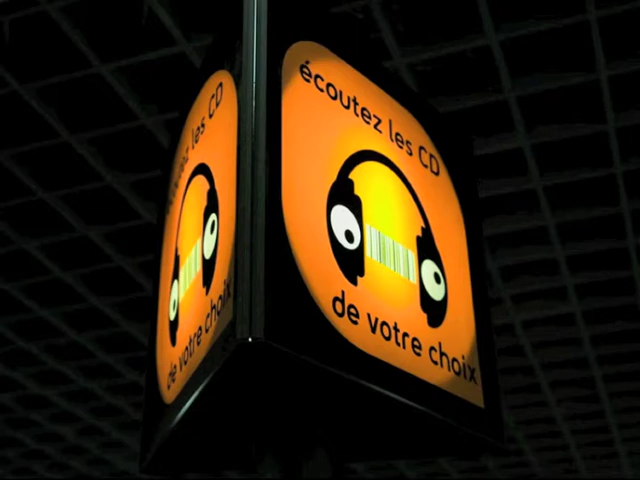 écoutez les CD
de votre choix
les CD
de votre choix